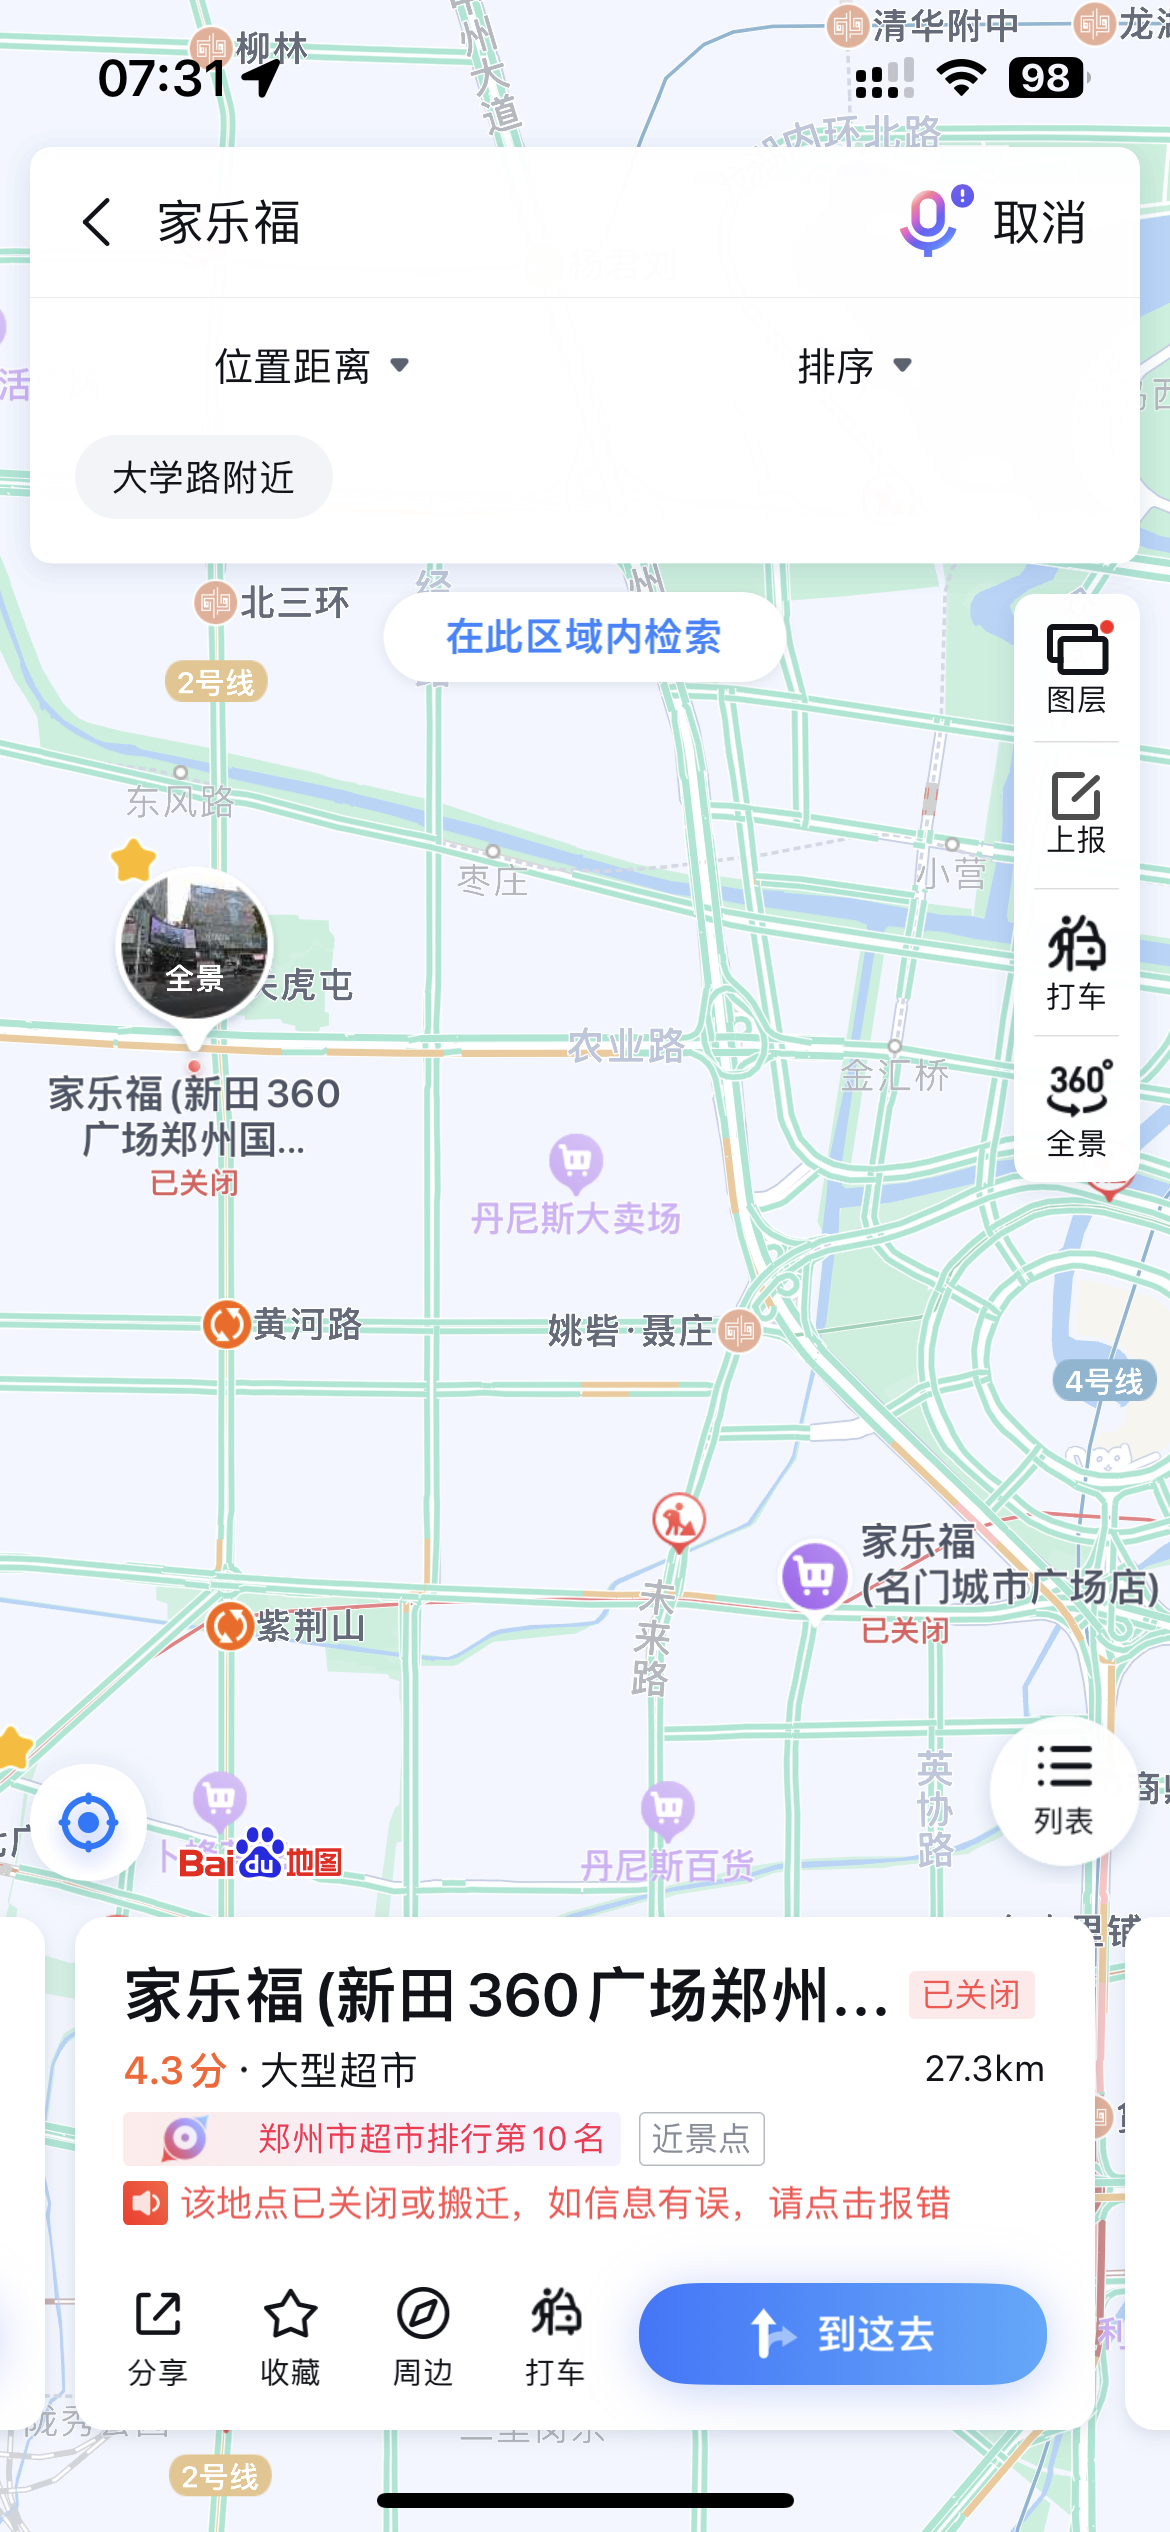 柳林
清华附中
07:31
98
中州大道
内环北路
家乐福
取消
位置距离
排序
大学路附近
北三环
2号线
在此区域内检索
图层
上报
打车
360°
全景
东风路
枣庄
小营
全景
关虎屯
农业路
金汇桥
家乐福(新田360
广场郑州国...
已关闭
丹尼斯大卖场
黄河路
姚砦·聂庄
4号线
家乐福
(名门城市广场店)
已关闭
紫荆山
未来路
英协路
列表
Baidu地图
丹尼斯百货
家乐福(新田360广场郑州...
已关闭
4.3分·大型超市
27.3km
郑州市超市排行第10名
近景点
该地点已关闭或搬迁，如信息有误，请点击报错
分享
收藏
周边
打车
到这去
2号线